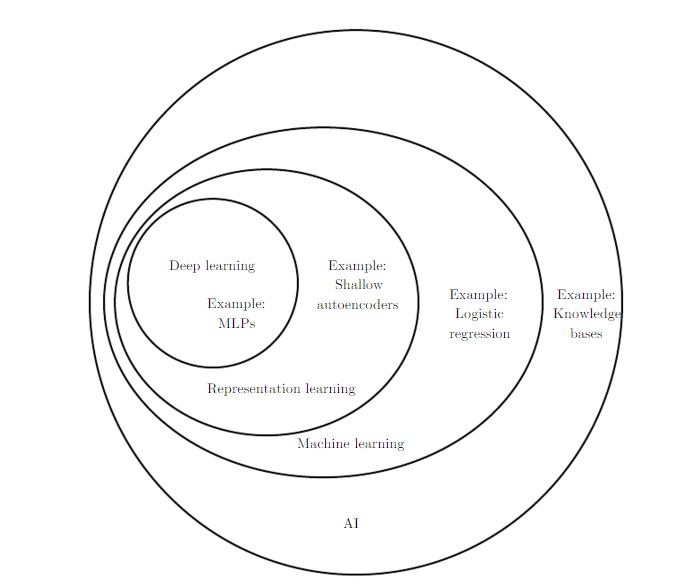 Deep learning
Example:
MLPs
Example:
Shallow
autoencoders
Example:
Logistic
regression
Example:
Knowledge
bases
Representation learning
Machine learning
AI